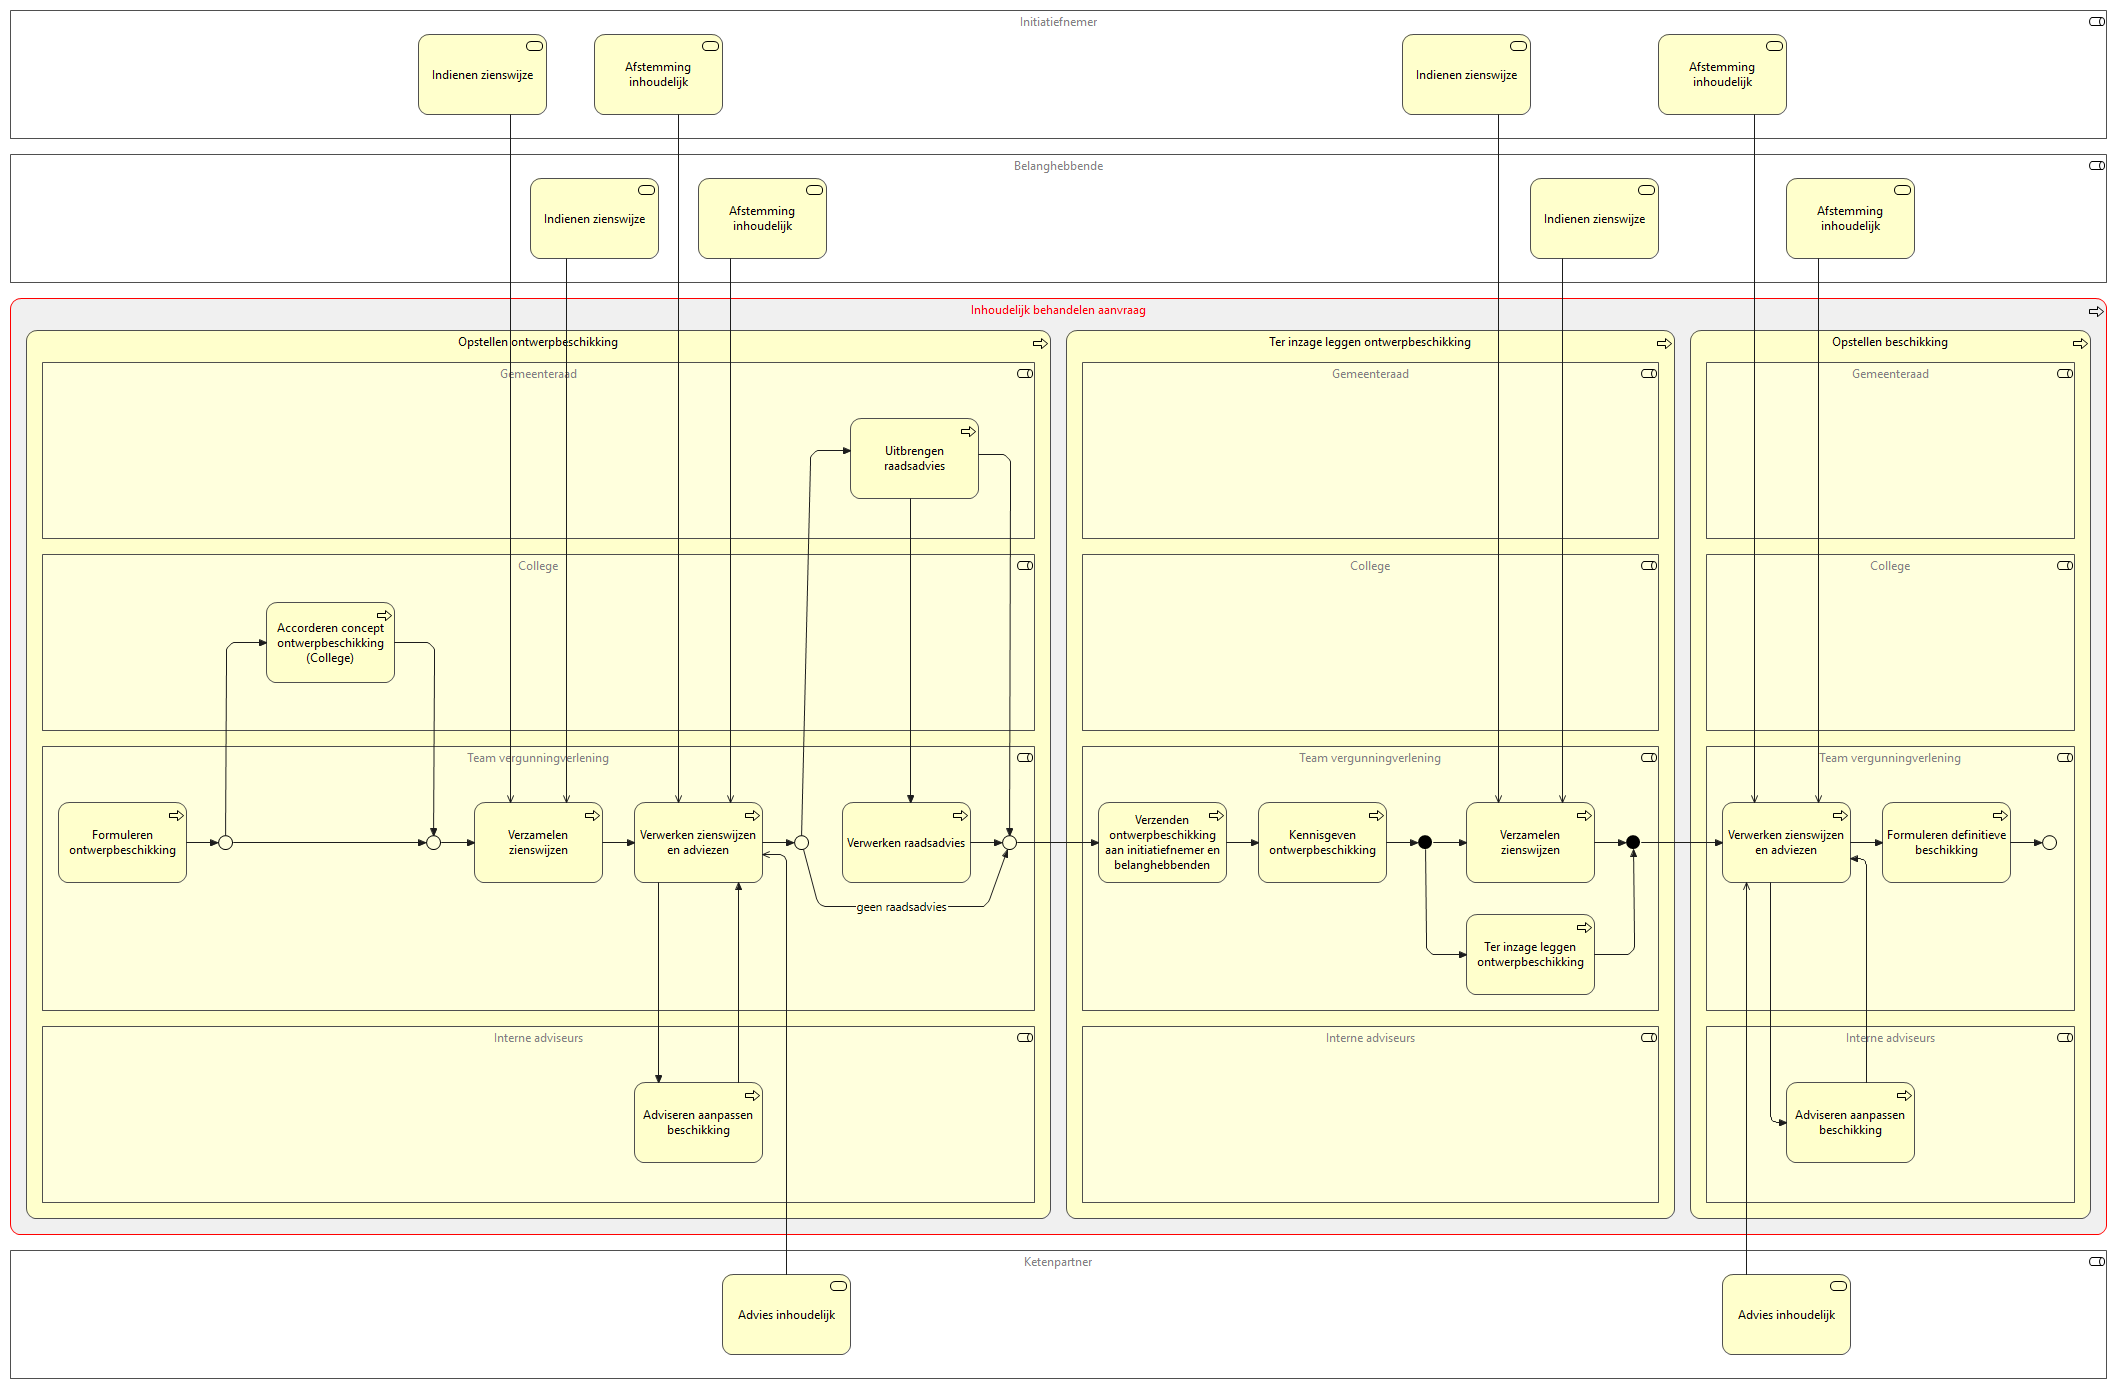 Initiatiefnemer
Indienen zienswijze
Afstemming
inhoudelijk
Indienen zienswijze
Afstemming
inhoudelijk
Belanghebbende
Indienen zienswijze
Afstemming
inhoudelijk
Indienen zienswijze
Afstemming
inhoudelijk
Inhoudelijk behandelen aanvraag
Opstellen ontwerpbeschikking
Gemeenteraad
Uitbrengen
raadsadvies
College
Accorderen concept
ontwerpbeschikking
(College)
Team vergunningverlening
Formuleren
ontwerpbeschikking
Verzamelen
zienswijzen
Verwerken zienswijzen
en adviezen
Verwerken raadsadvies
geen raadsadvies
Interne adviseurs
Adviseren aanpassen
beschikking
Ter inzage leggen ontwerpbeschikking
Gemeenteraad
College
Team vergunningverlening
Verzenden
ontwerpbeschikking
aan initiatiefnemer en
belanghebbenden
Kennisgeven
ontwerpbeschikking
Verzamelen
zienswijzen
Ter inzage leggen
ontwerpbeschikking
Interne adviseurs
Opstellen beschikking
Gemeenteraad
College
Team vergunningverlening
Verwerken zienswijzen
en adviezen
Formuleren definitieve
beschikking
Interne adviseurs
Adviseren aanpassen
beschikking
Ketenpartner
Advies inhoudelijk
Advies inhoudelijk